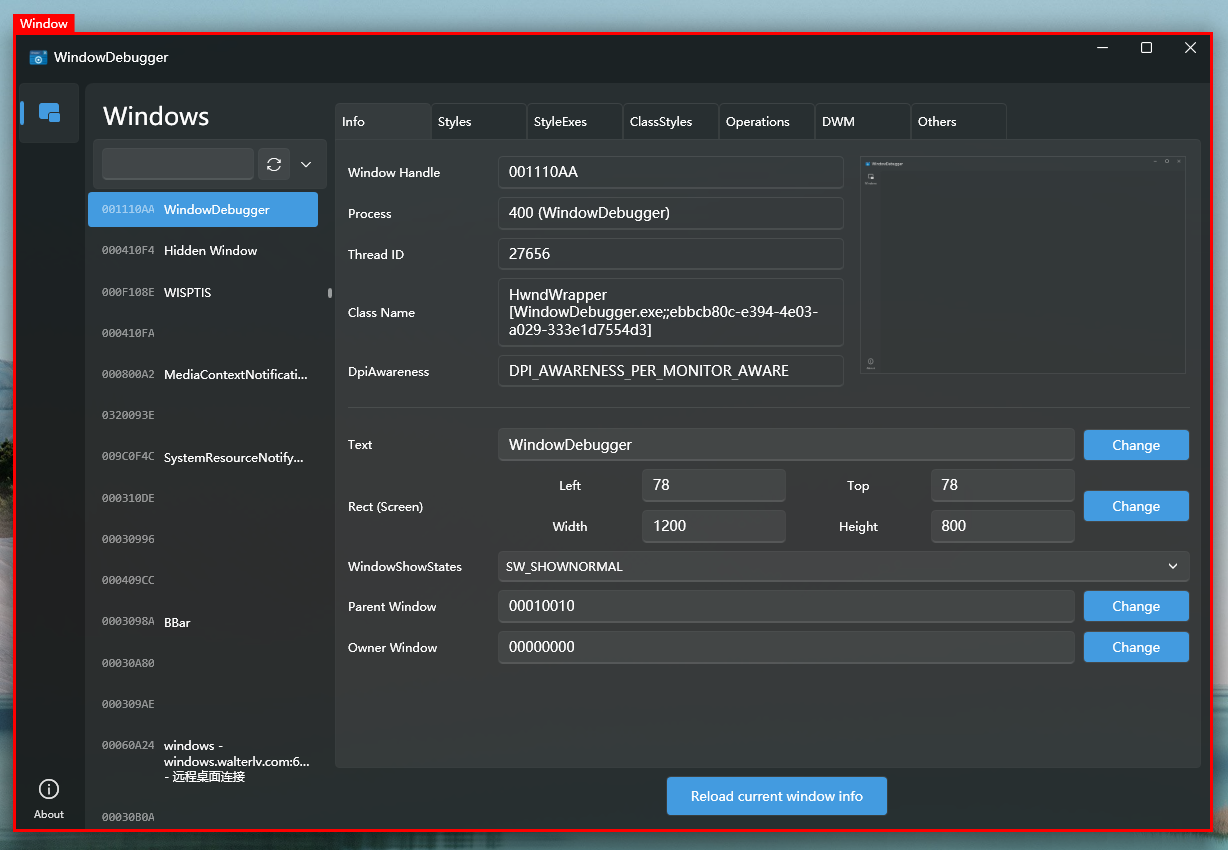 Window
WindowDebugger
Windows
001110AA WindowDebugger
000410F4 Hidden Window
000F108E WISPTIS
000410FA
000800A2 MediaContextNotificati...
0320093E
009C0F4C SystemResourceNotify...
000310DE
00030996
000409CC
0003098A BBar
00030A80
000309AE
00060A24 windows -
windows.walterlv.com:6...
- 远程桌面连接
00030B0A
About
Info Styles StyleExes ClassStyles Operations DWM Others
Window Handle 001110AA
Process 400 (WindowDebugger)
Thread ID 27656
Class Name
HwndWrapper
[WindowDebugger.exe;;ebbcb80c-e394-4e03-
a029-333e1d7554d3]
DpiAwareness DPI_AWARENESS_PER_MONITOR_AWARE
WindowDebugger
Text WindowDebugger Change
Rect (Screen)
Left 78 Top 78
Width 1200 Height 800
Change
WindowShowStates SW_SHOWNORMAL
Parent Window 00010010 Change
Owner Window 00000000 Change
Reload current window info